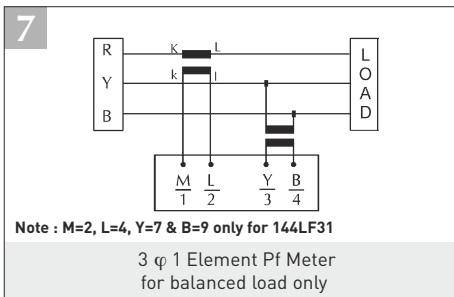 7
R K L L
Y k l O
B A
D
M L Y B
1 2 3 4
Note : M=2, L=4, Y=7 & B=9 only for 144LF31
3 φ 1 Element Pf Meter
for balanced load only